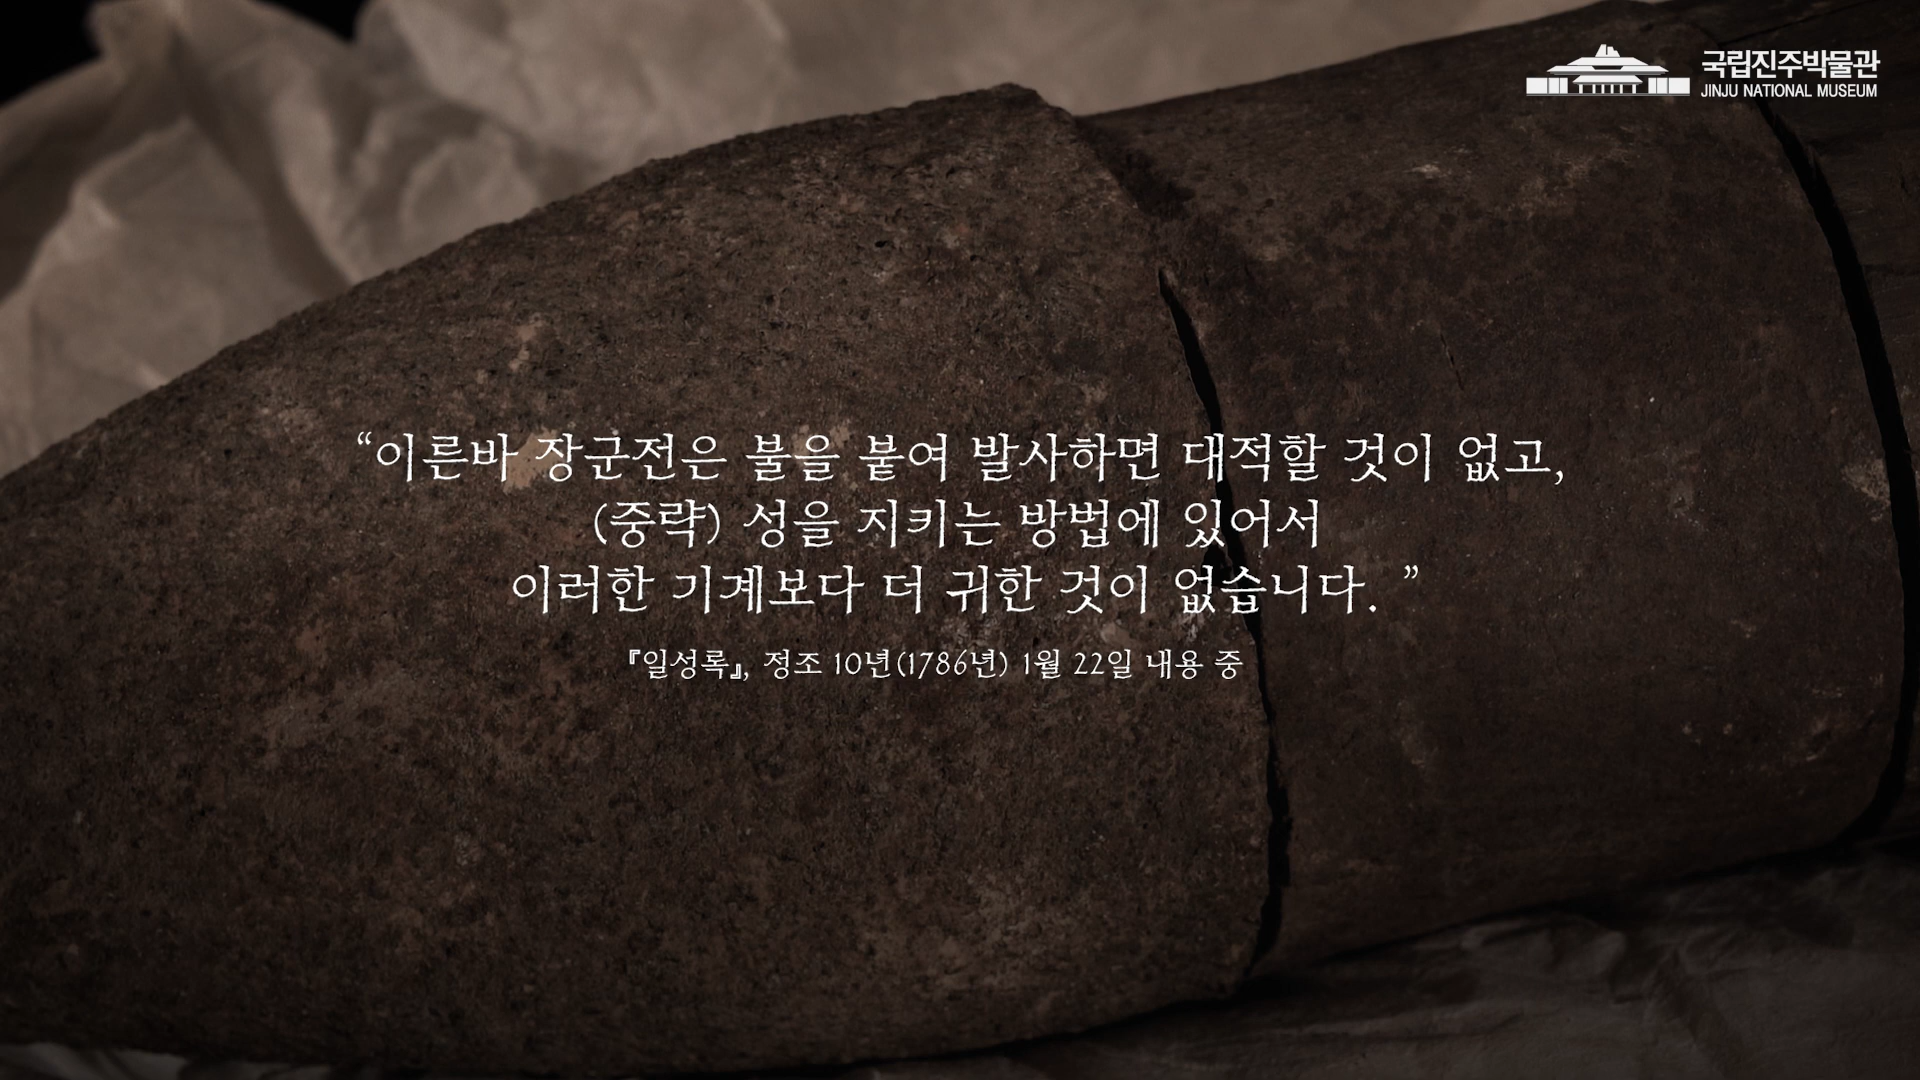 국립진주박물관
JINJU NATIONAL MUSEUM
“이른바 장군전은 불을 붙여 발사하면 대적할 것이 없고,
(중략) 성을 지키는 방법에 있어서
이러한 기계보다 더 귀한 것이 없습니다.”
『일성록』, 정조 10년(1786년) 1월 22일 내용 중